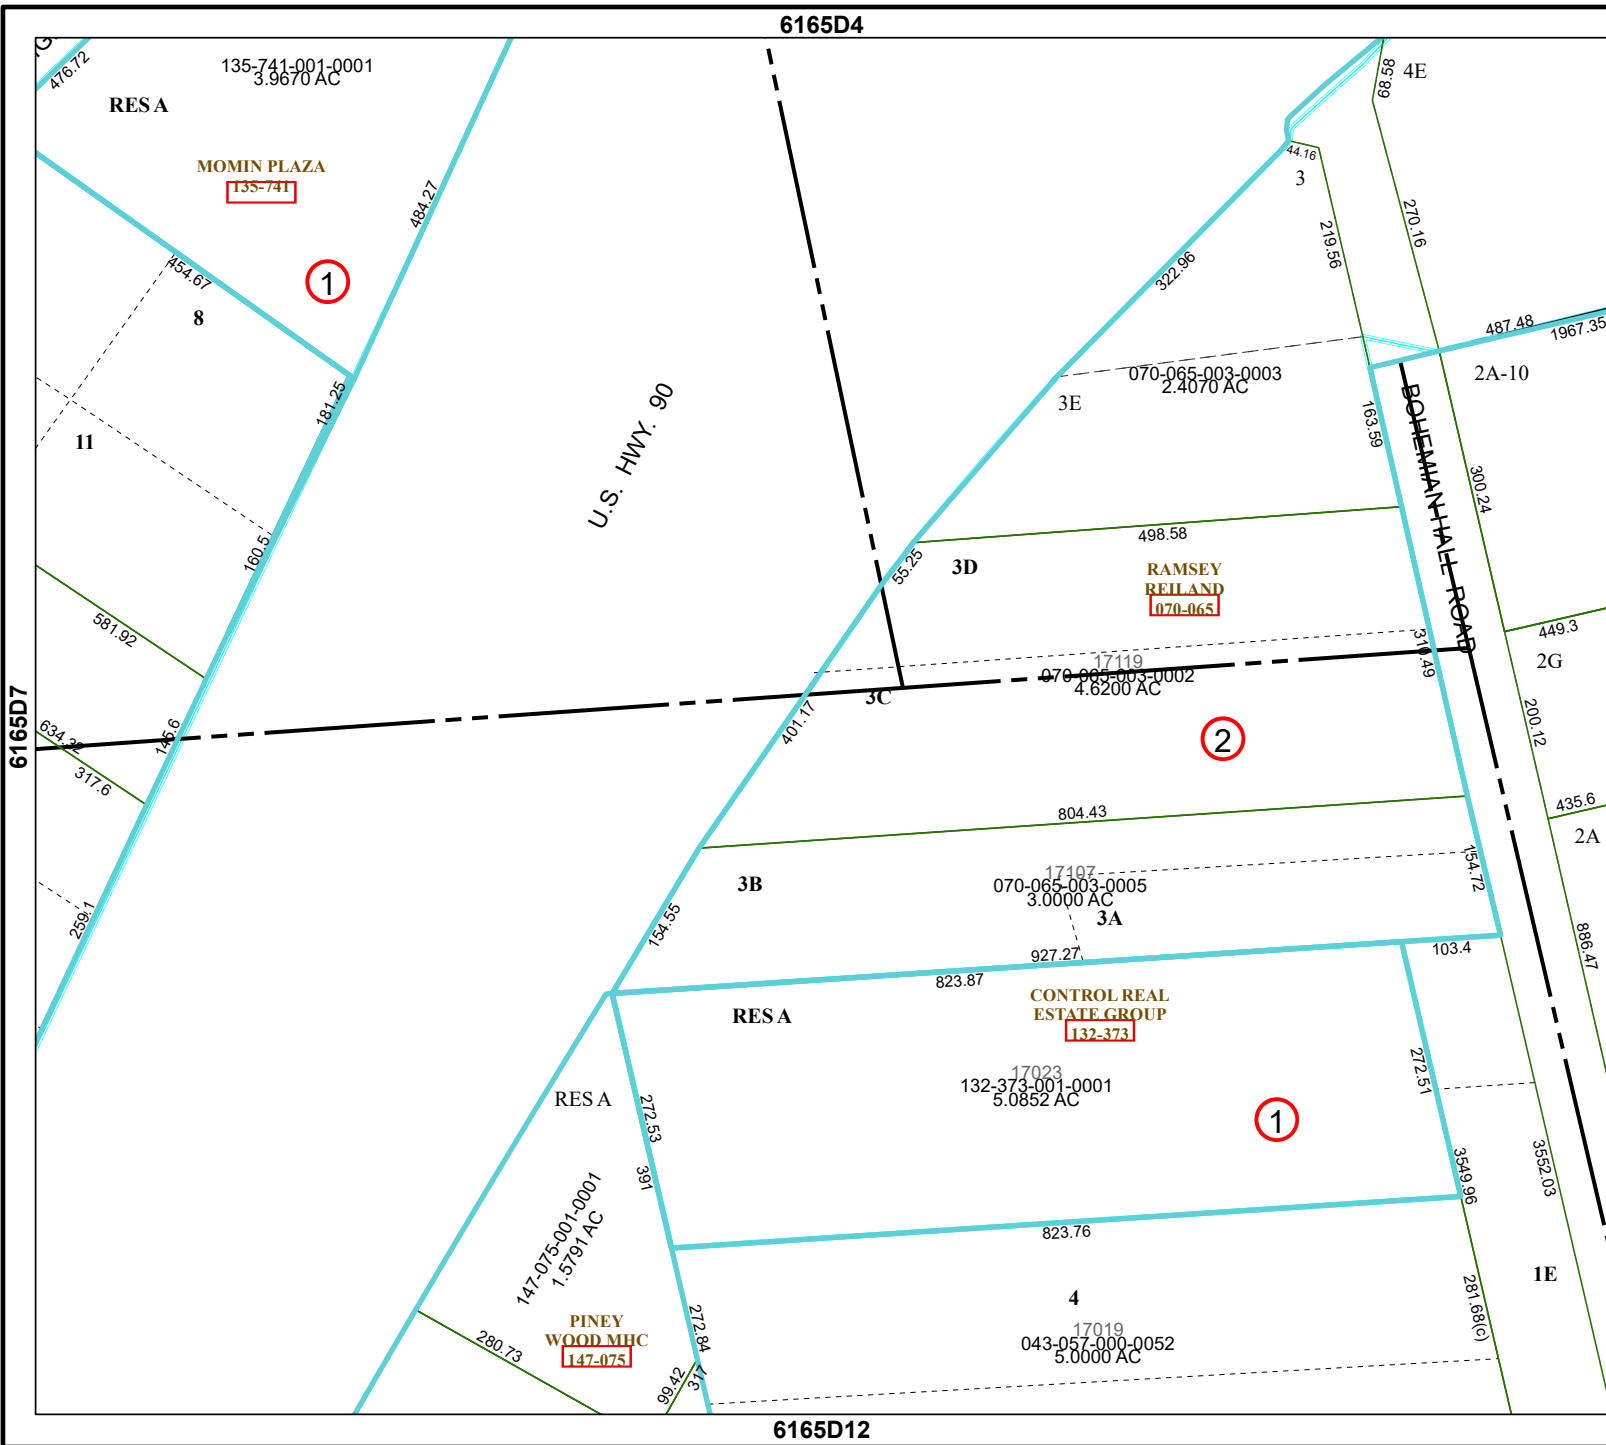 6165D4
476.72
135-741-001-0001
3.9670 AC
RES A
MOMIN PLAZA
135-741
484.27
454.67
1
8
11
181.25
160.5
581.92
634.32
317.6
145.6
259.1
6165D7
U.S. HWY. 90
68.58
4E
44.16
3
270.16
219.56
322.96
487.48
1967.35
070-065-003-0003
2.4070 AC
2A-10
3E
163.59
BOHEMIAN HALL ROAD
300.24
498.58
55.25
3D
RAMSEY
REILAND
070-065
449.3
310.49
17119
070-065-003-0002
4.6200 AC
2G
3C
401.17
2
200.12
804.43
435.6
2A
17107
070-065-003-0005
3.0000 AC
154.72
3B
3A
154.55
927.27
103.4
886.47
823.87
CONTROL REAL
ESTATE GROUP
132-373
RES A
17023
132-373-001-0001
5.0852 AC
272.51
RES A
272.53
1
391
3549.96
3552.03
147-075-001-0001
1.5791 AC
823.76
1E
4
281.68(c)
PINEY
WOOD MHC
147-075
280.73
272.84
17019
043-057-000-0052
5.0000 AC
99.42
317
6165D12